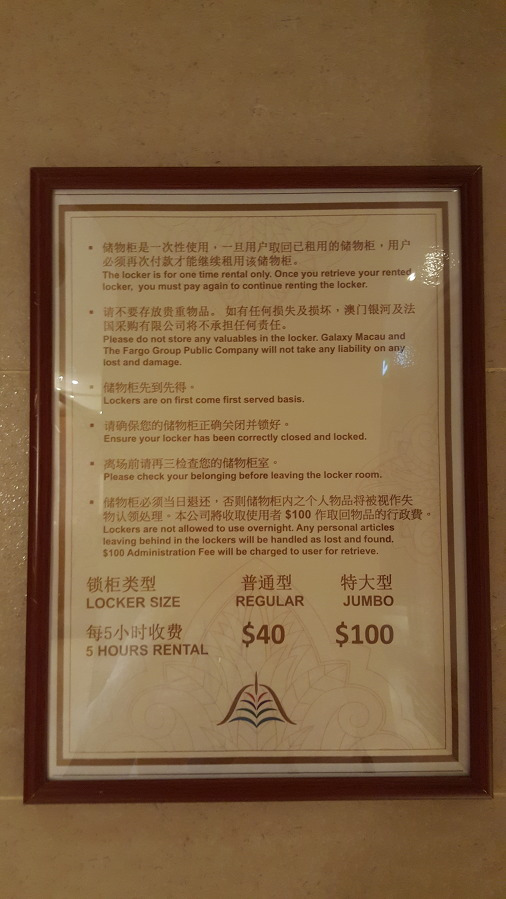 ▪ 储物柜是一次性使用，一旦用户取回已租用的储物柜，用户
必须再次付款才能继续租用该储物柜。
The locker is for one time rental only. Once you retrieve your rented
locker, you must pay again to continue renting the locker.
▪ 请不要存放贵重物品。 如有任何损失及损坏，澳门银河及法
国采购有限公司将不承担任何责任。
Please do not store any valuables in the locker. Galaxy Macau and
The Fargo Group Public Company will not take any liability on any
lost and damage.
▪ 储物柜先到先得。
Lockers are on first come first served basis.
▪ 请确保您的储物柜正确关闭并锁好。
Ensure your locker has been correctly closed and locked.
▪ 离场前请再三检查您的储物柜室。
Please check your belonging before leaving the locker room.
▪ 储物柜必须当日退还，否则储物柜内之个人物品将被视作失
物认领处理。本公司將收取使用者 $100 作取回物品的行政费。
Lockers are not allowed to use overnight. Any personal articles
leaving behind in the lockers will be handled as lost and found.
$100 Administration Fee will be charged to user for retrieve.
锁柜类型 普通型 特大型
LOCKER SIZE REGULAR JUMBO
每5小时收费 $40 $100
5 HOURS RENTAL